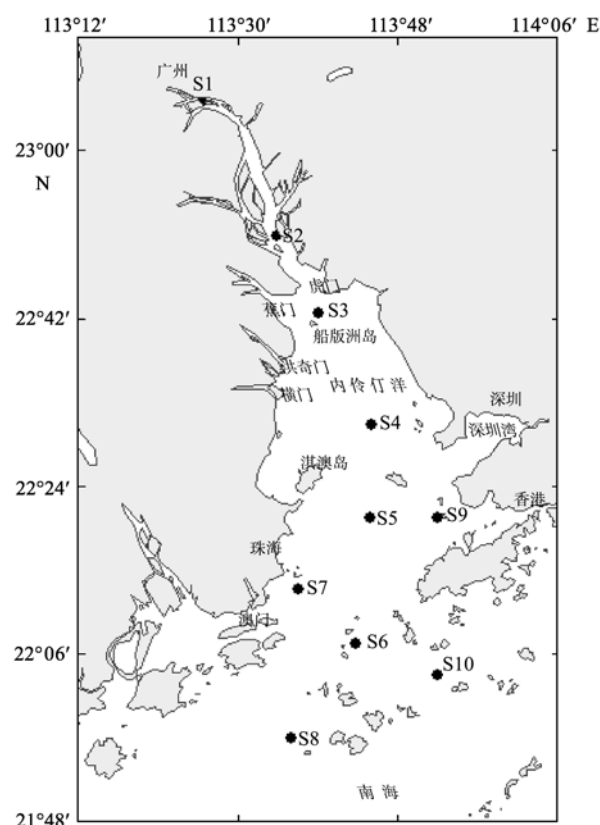 113°12′ 113°30′ 113°48′ 114°06′ E
广州
S1
23°00′
N
S2
虎门
蕉门
S3
22°42′
船版洲岛
洪奇门
内伶仃洋
横门
深圳
S4
深圳湾
淇澳岛
22°24′
香港
S5
S9
珠海
S7
澳门
S6
22°06′
S10
S8
南海
21°48′